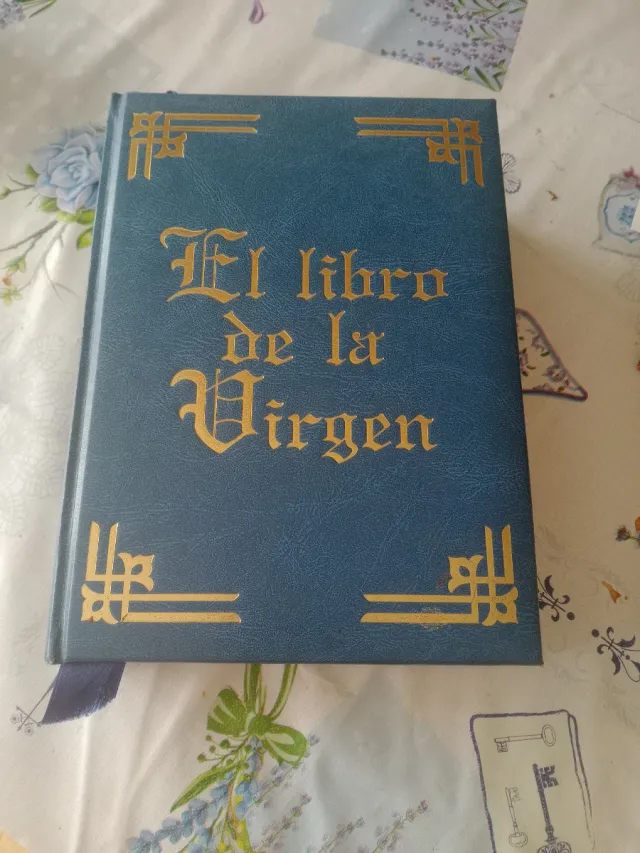 El libro
de la
Virgen